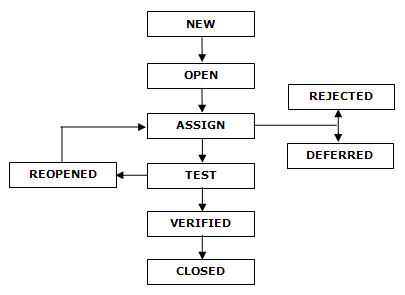 NEW
OPEN
REJECTED
ASSIGN
DEFERRED
REOPENED
TEST
VERIFIED
CLOSED